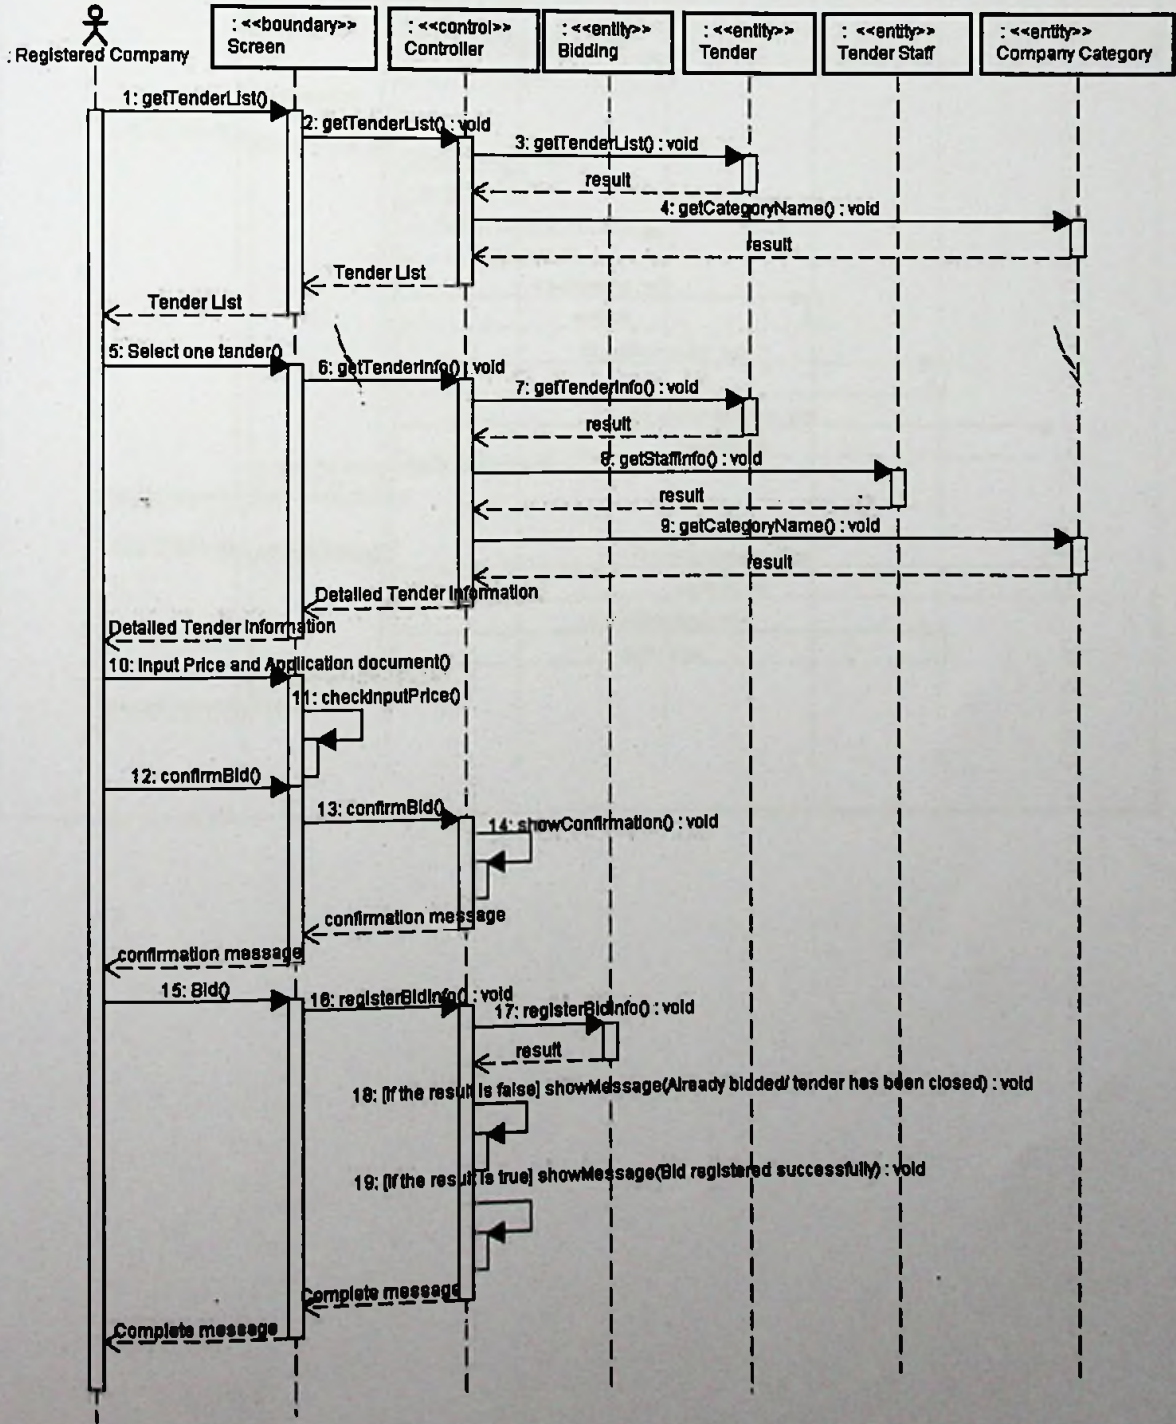 : Registered Company
: <<boundary>>
Screen
: <<control>>
Controller
: <<entity>>
Bidding
: <<entity>>
Tender
: <<entity>>
Tender Staff
: <<entity>>
Company Category
1: getTenderList()
2: getTenderList() : void
3: getTenderList() : void
result
4: getCategoryName() : void
result
Tender List
Tender List
5: Select one tender()
6: getTenderInfo() : void
7: getTenderInfo() : void
result
8: getStaffInfo() : void
result
9: getCategoryName() : void
result
Detailed Tender Information
Detailed Tender Information
10: Input Price and Application document()
11: checkInputPrice()
12: confirmBid()
13: confirmBid()
14: showConfirmation() : void
confirmation message
confirmation message
15: Bid()
16: registerBidInfo() : void
17: registerBidInfo() : void
result
18: [If the result is false] showMessage(Already bidded/ tender has been closed) : void
19: [If the result is true] showMessage(Bid registered successfully) : void
Complete message
Complete message